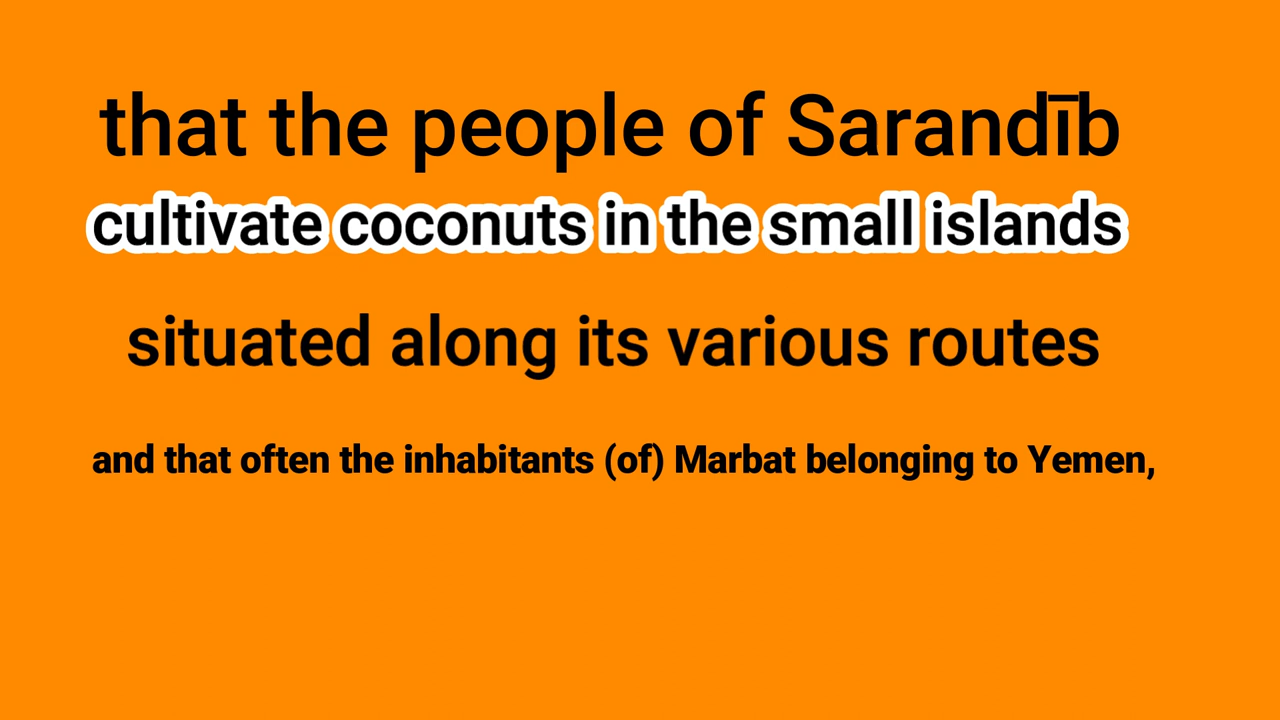 that the people of Sarandīb
cultivate coconuts in the small islands
situated along its various routes
and that often the inhabitants (of) Marbat belonging to Yemen,